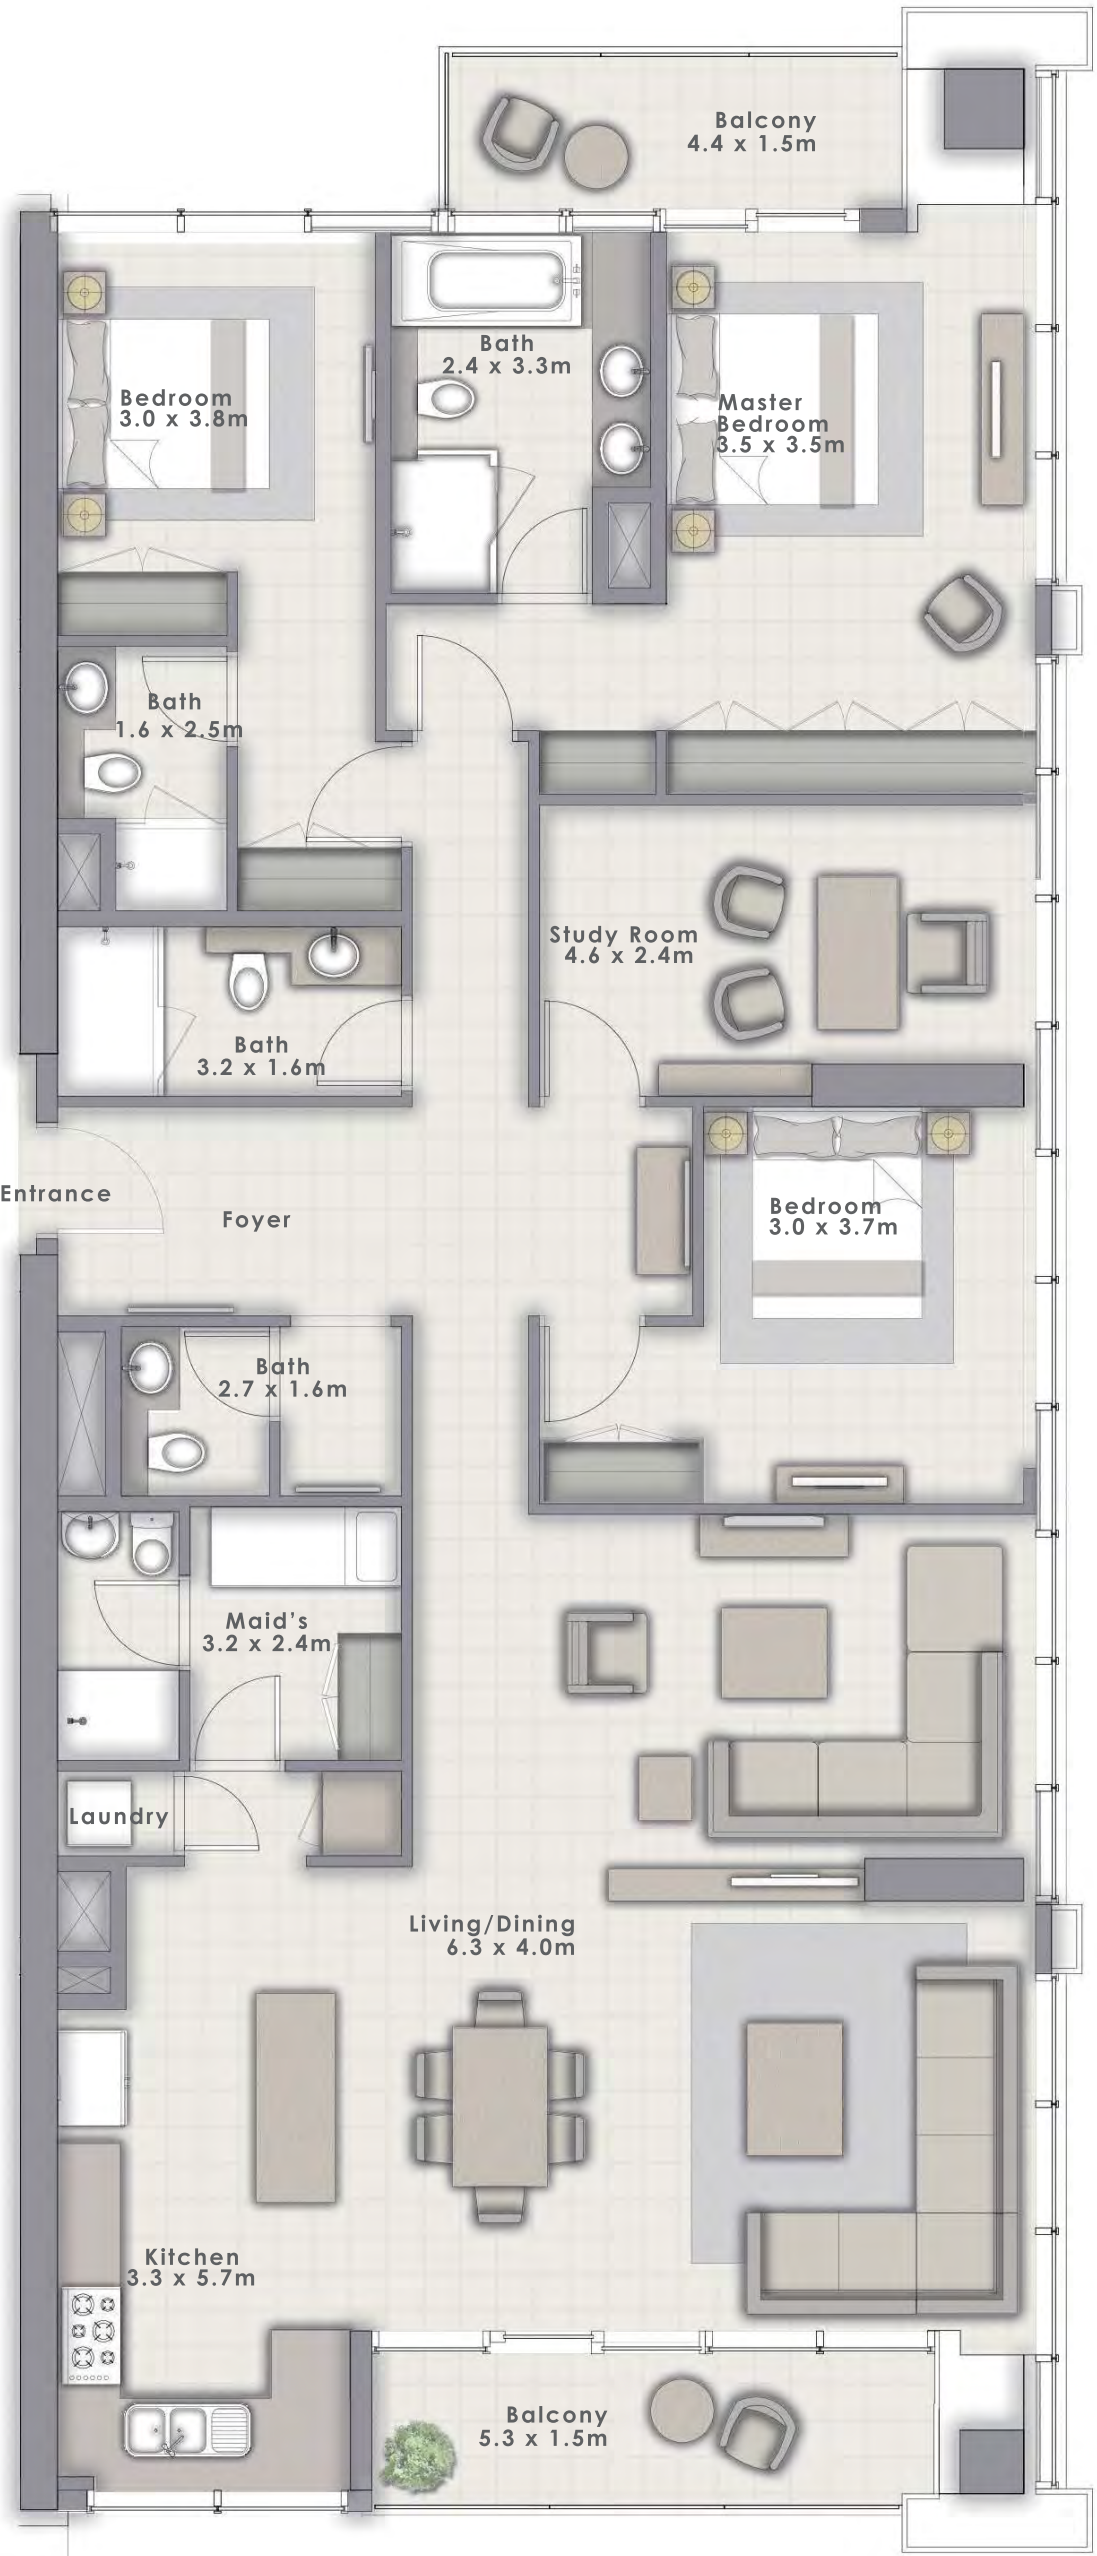 Balcony
4.4 x 1.5m
Bath
2.4 x 3.3m
Bedroom
3.0 x 3.8m
Master
Bedroom
3.5 x 3.5m
Bath
1.6 x 2.5m
Study Room
4.6 x 2.4m
Bath
3.2 x 1.6m
Entrance
Foyer
Bedroom
3.0 x 3.7m
Bath
2.7 x 1.6m
Maid’s
3.2 x 2.4m
Laundry
Living/Dining
6.3 x 4.0m
Kitchen
3.3 x 5.7m
Balcony
5.3 x 1.5m